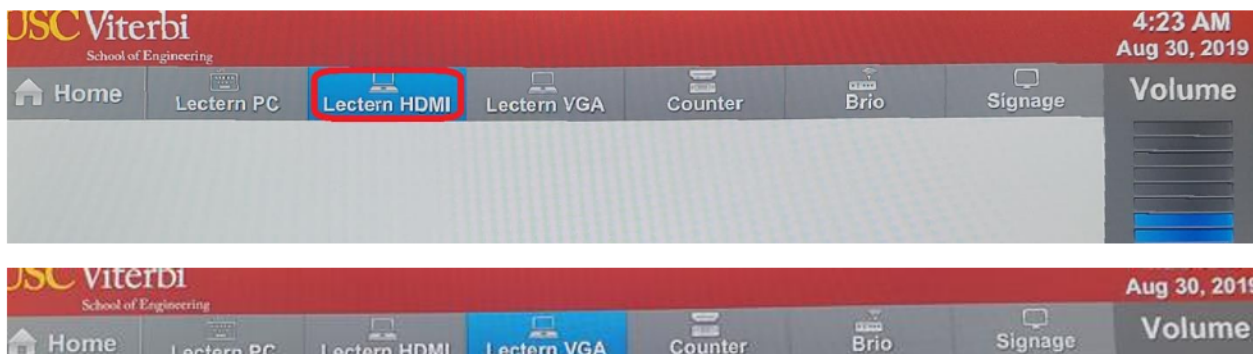 USC Viterbi
School of Engineering
4:23 AM
Aug 30, 2019
Home
Lectern PC
Lectern HDMI
Lectern VGA
Counter
Brio
Signage
Volume
USC Viterbi
School of Engineering
Aug 30, 2019
Home
Lectern PC
Lectern HDMI
Lectern VGA
Counter
Brio
Signage
Volume